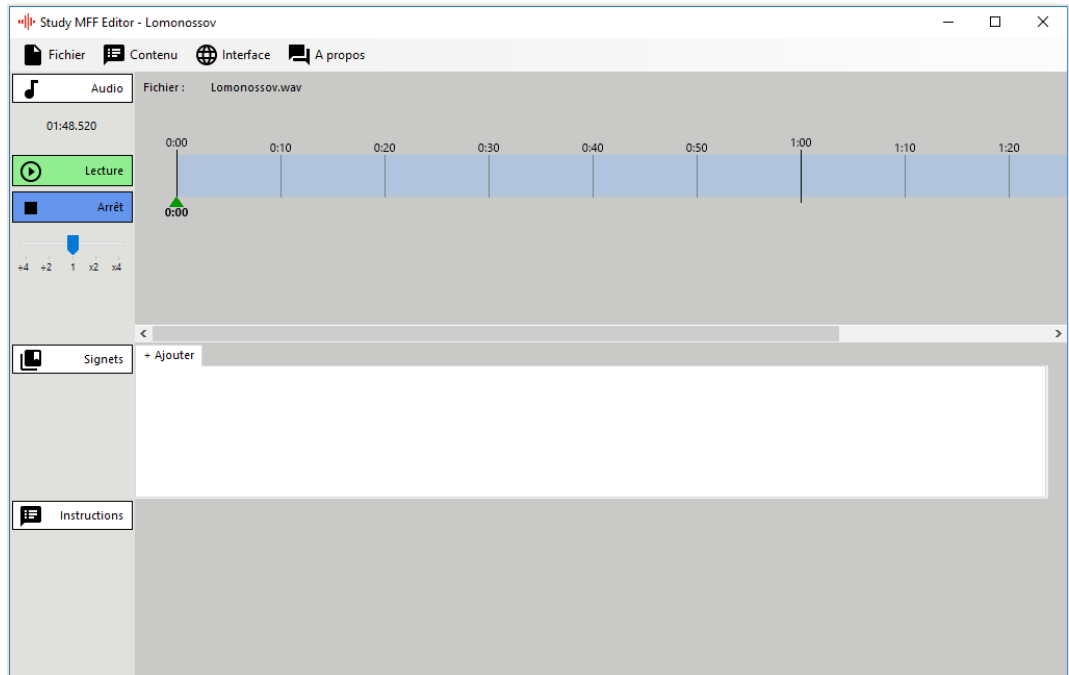 Study MFF Editor - Lomonossov
Fichier Contenu Interface A propos
Audio
Fichier : Lomonossov.wav
01:48.520
0:00 0:10 0:20 0:30 0:40 0:50 1:00 1:10 1:20
Lecture
Arrêt
0:00
÷4 ÷2 1 x2 x4
Signets
+ Ajouter
Instructions